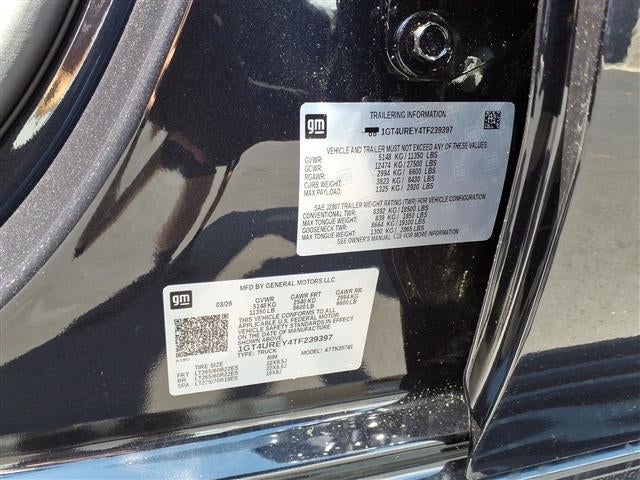 gm
TRAILERING INFORMATION
1GT4UREY4TF239397
VEHICLE AND TRAILER MUST NOT EXCEED ANY OF THESE VALUES
GVWR: 5148 KG / 11350 LBS
GCWR: 12474 KG / 27500 LBS
RGAWR: 2994 KG / 6600 LBS
CURB WEIGHT: 3823 KG / 8430 LBS
MAX PAYLOAD: 1325 KG / 2920 LBS
SAE J2807 TRAILER WEIGHT RATING (TWR) FOR VEHICLE CONFIGURATION
CONVENTIONAL TWR: 8392 KG / 18500 LBS
MAX TONGUE WEIGHT: 839 KG / 1850 LBS
GOOSENECK TWR: 8664 KG / 19100 LBS
MAX TONGUE WEIGHT: 1300 KG / 2865 LBS
SEE OWNER'S MANUAL FOR MORE INFORMATION
gm
MFD BY GENERAL MOTORS LLC
03/26 GVWR GAWR FRT GAWR RR
5148 KG 2540 KG 2994 KG
11350 LB 5600 LB 6600 LB
THIS VEHICLE CONFORMS TO ALL
APPLICABLE U.S. FEDERAL MOTOR
VEHICLE SAFETY STANDARDS IN
EFFECT ON THE DATE OF MANUFACTURE
SHOWN ABOVE.
1GT4UREY4TF239397
TYPE: TRUCK MODEL: 4TTK20743
TIRE SIZE RIM
FRT LT265/60R22ES 22X8.5J
RR LT265/60R22ES 22X8.5J
SPA LT275/70R18ES 18X8J